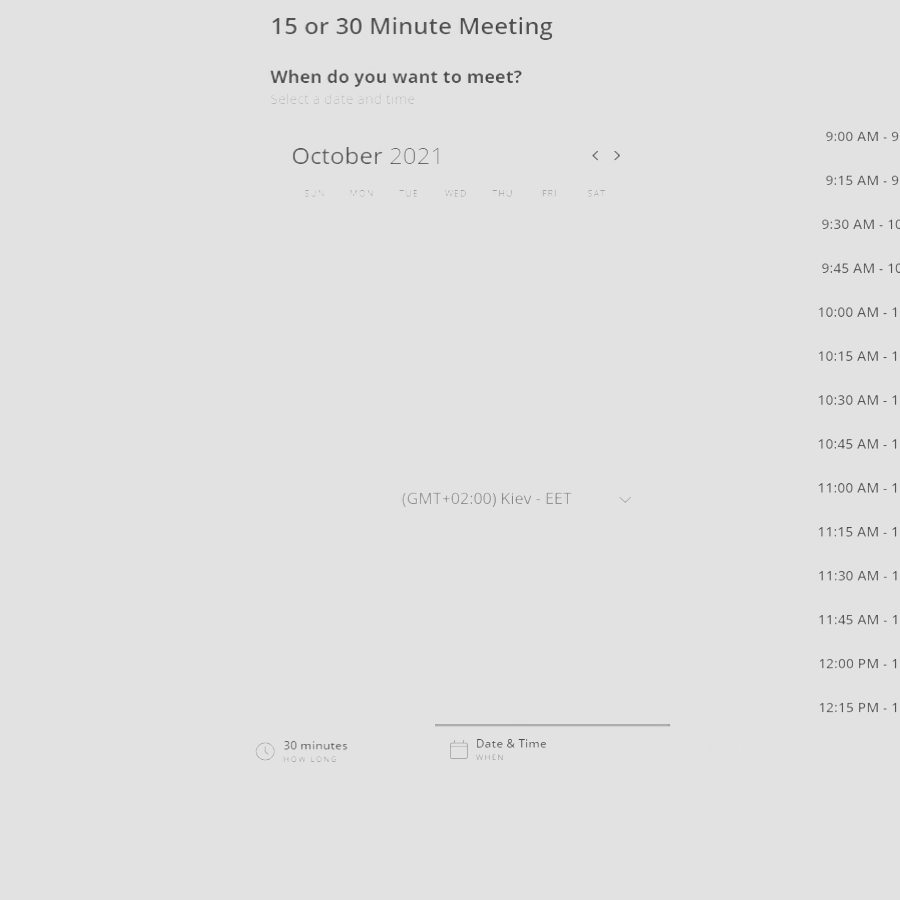 15 or 30 Minute Meeting
When do you want to meet?
Select a date and time
October 2021
SUN MON TUE WED THU FRI SAT
(GMT+02:00) Kiev - EET
9:00 AM - 9
9:15 AM - 9
9:30 AM - 10
9:45 AM - 10
10:00 AM - 1
10:15 AM - 1
10:30 AM - 1
10:45 AM - 1
11:00 AM - 1
11:15 AM - 1
11:30 AM - 1
11:45 AM - 1
12:00 PM - 1
12:15 PM - 1
30 minutes
HOW LONG
Date & Time
WHEN